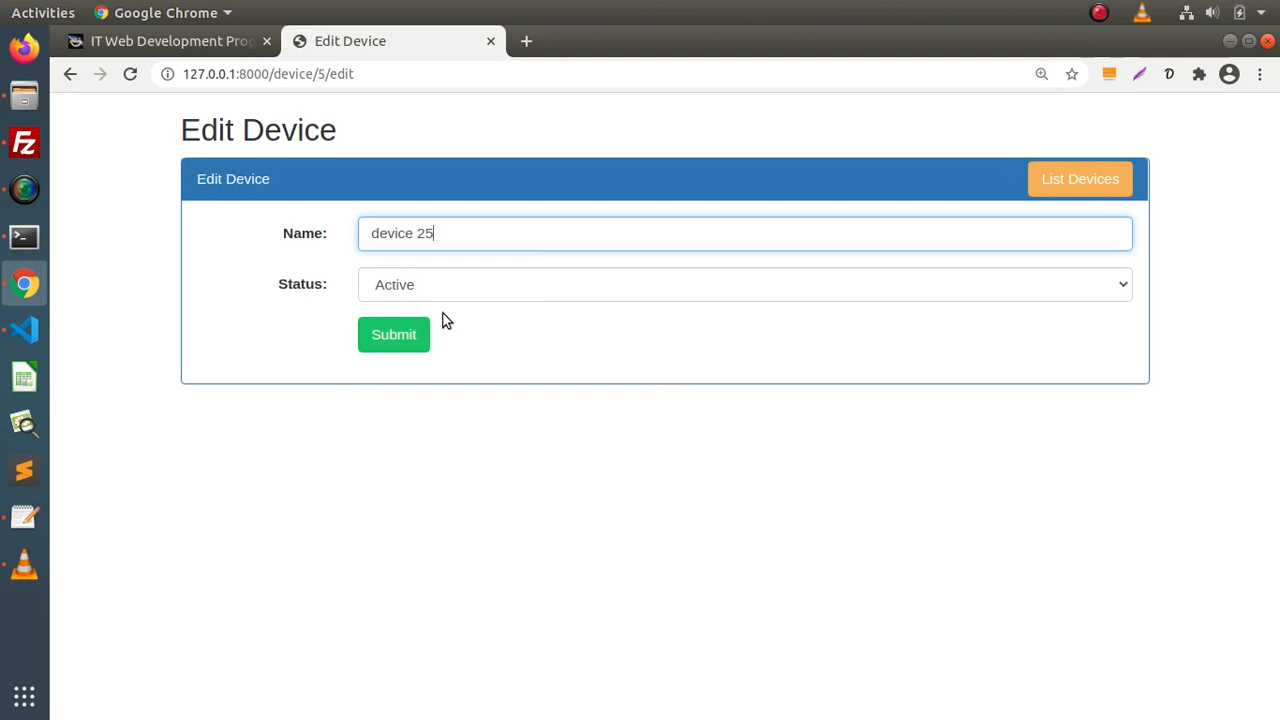 Activities Google Chrome
IT Web Development Prog Edit Device
127.0.0.1:8000/device/5/edit
Edit Device
Edit Device List Devices
Name: device 25
Status: Active
Submit